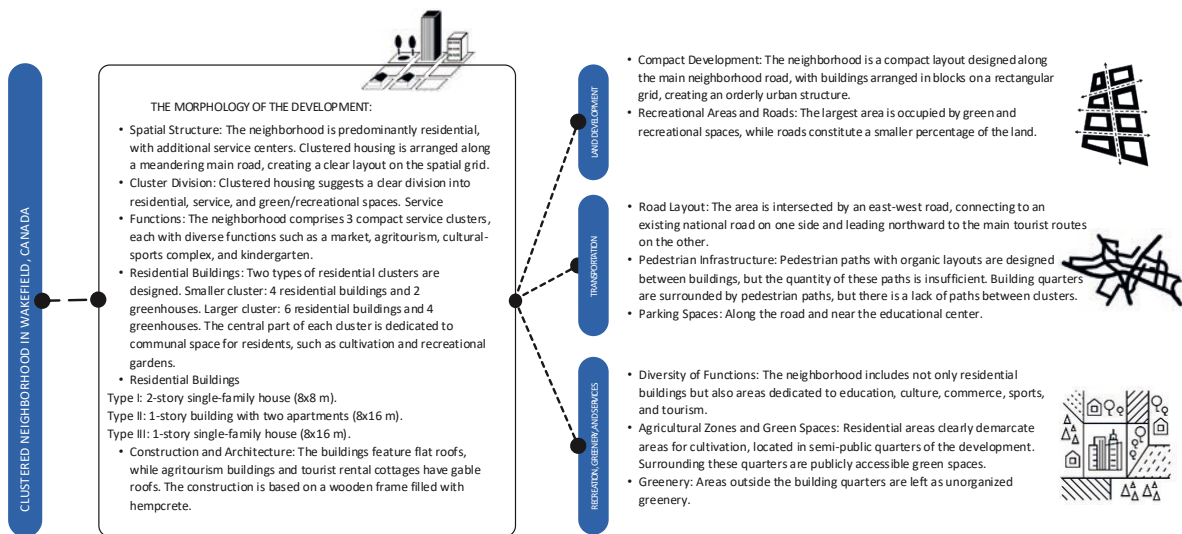 CLUSTERED NEIGHBORHOOD IN WAKEFIELD, CANADA
THE MORPHOLOGY OF THE DEVELOPMENT:
• Spatial Structure: The neighborhood is predominantly residential,
with additional service centers. Clustered housing is arranged along
a meandering main road, creating a clear layout on the spatial grid.
• Cluster Division: Clustered housing suggests a clear division into
residential, service, and green/recreational spaces. Service
• Functions: The neighborhood comprises 3 compact service clusters,
each with diverse functions such as a market, agritourism, cultural-
sports complex, and kindergarten.
• Residential Buildings: Two types of residential clusters are
designed. Smaller cluster: 4 residential buildings and 2
greenhouses. Larger cluster: 6 residential buildings and 4
greenhouses. The central part of each cluster is dedicated to
communal space for residents, such as cultivation and recreational
gardens.
• Residential Buildings
Type I: 2-story single-family house (8x8 m).
Type II: 1-story building with two apartments (8x16 m).
Type III: 1-story single-family house (8x16 m).
• Construction and Architecture: The buildings feature flat roofs,
while agritourism buildings and tourist rental cottages have gable
roofs. The construction is based on a wooden frame filled with
hempcrete.
LAND DEVELOPMENT
• Compact Development: The neighborhood is a compact layout designed along
the main neighborhood road, with buildings arranged in blocks on a rectangular
grid, creating an orderly urban structure.
• Recreational Areas and Roads: The largest area is occupied by green and
recreational spaces, while roads constitute a smaller percentage of the land.
TRANSPORTATION
• Road Layout: The area is intersected by an east-west road, connecting to an
existing national road on one side and leading northward to the main tourist routes
on the other.
• Pedestrian Infrastructure: Pedestrian paths with organic layouts are designed
between buildings, but the quantity of these paths is insufficient. Building quarters
are surrounded by pedestrian paths, but there is a lack of paths between clusters.
• Parking Spaces: Along the road and near the educational center.
RECREATION, GREENERY, AND SERVICES
• Diversity of Functions: The neighborhood includes not only residential
buildings but also areas dedicated to education, culture, commerce, sports,
and tourism.
• Agricultural Zones and Green Spaces: Residential areas clearly demarcate
areas for cultivation, located in semi-public quarters of the development.
Surrounding these quarters are publicly accessible green spaces.
• Greenery: Areas outside the building quarters are left as unorganized
greenery.